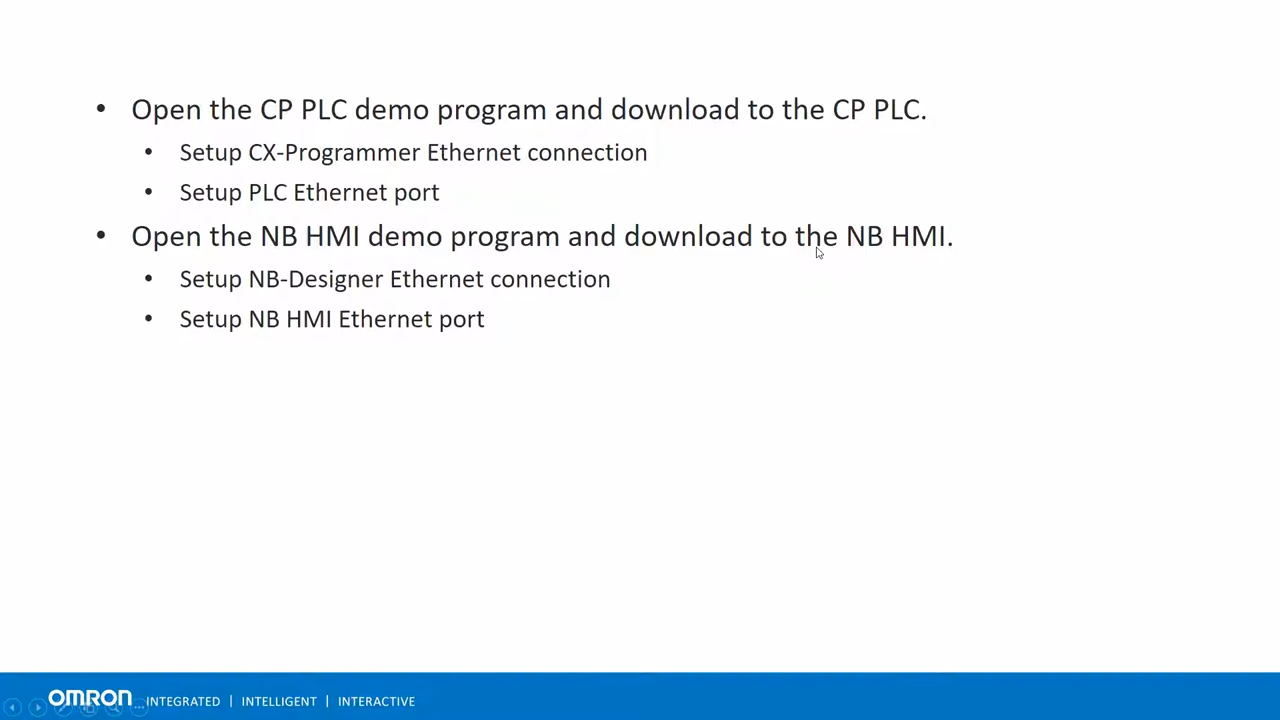 • Open the CP PLC demo program and download to the CP PLC.
• Setup CX-Programmer Ethernet connection
• Setup PLC Ethernet port
• Open the NB HMI demo program and download to the NB HMI.
• Setup NB-Designer Ethernet connection
• Setup NB HMI Ethernet port
OMRON INTEGRATED | INTELLIGENT | INTERACTIVE